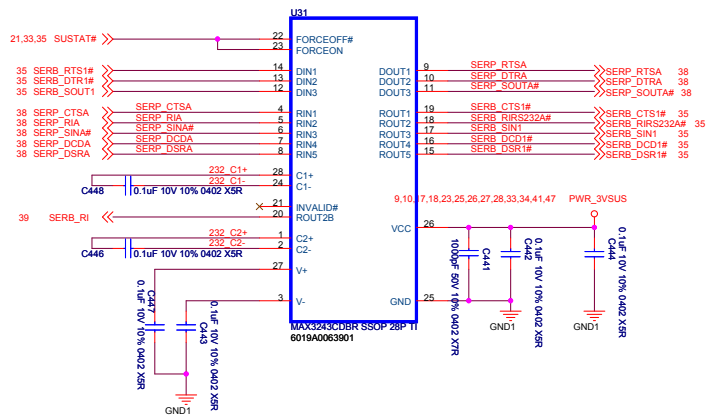 U31
21,33,35 SUSTAT#
22 FORCEOFF#
23 FORCEON
35 SERB_RTS1# 14 DIN1
35 SERB_DTR1# 13 DIN2
35 SERB_SOUT1 12 DIN3
DOUT1 9 SERP_RTSA SERP_RTSA 38
DOUT2 10 SERP_DTRA SERP_DTRA 38
DOUT3 11 SERP_SOUTA# SERP_SOUTA# 38
38 SERP_CTSA SERP_CTSA 4 RIN1
38 SERP_RIA SERP_RIA 5 RIN2
38 SERP_SINA# SERP_SINA# 6 RIN3
38 SERP_DCDA SERP_DCDA 7 RIN4
38 SERP_DSRA SERP_DSRA 8 RIN5
ROUT1 19 SERB_CTS1# SERB_CTS1# 35
ROUT2 18 SERB_RIRS232A# SERB_RIRS232A# 35
ROUT3 17 SERB_SIN1 SERB_SIN1 35
ROUT4 16 SERB_DCD1# SERB_DCD1# 35
ROUT5 15 SERB_DSR1# SERB_DSR1# 35
232_C1+ 28 C1+
232_C1- 24 C1-
C448 0.1uF 10V 10% 0402 X5R
21 INVALID#
39 SERB_RI 20 ROUT2B
232_C2+ 1 C2+
232_C2- 2 C2-
C446 0.1uF 10V 10% 0402 X5R
27 V+
3 V-
9,10,17,18,23,25,26,27,28,33,34,41,47 PWR_3VSUS
VCC 26
GND 25
C441
1000pF 50V 10% 0402 X7R
C442
0.1uF 10V 10% 0402 X5R
C444
0.1uF 10V 10% 0402 X5R
GND1
GND1
MAX3243CDBR SSOP 28P TI
6019A0063901
C447
0.1uF 10V 10% 0402 X5R
C443
0.1uF 10V 10% 0402 X5R
GND1